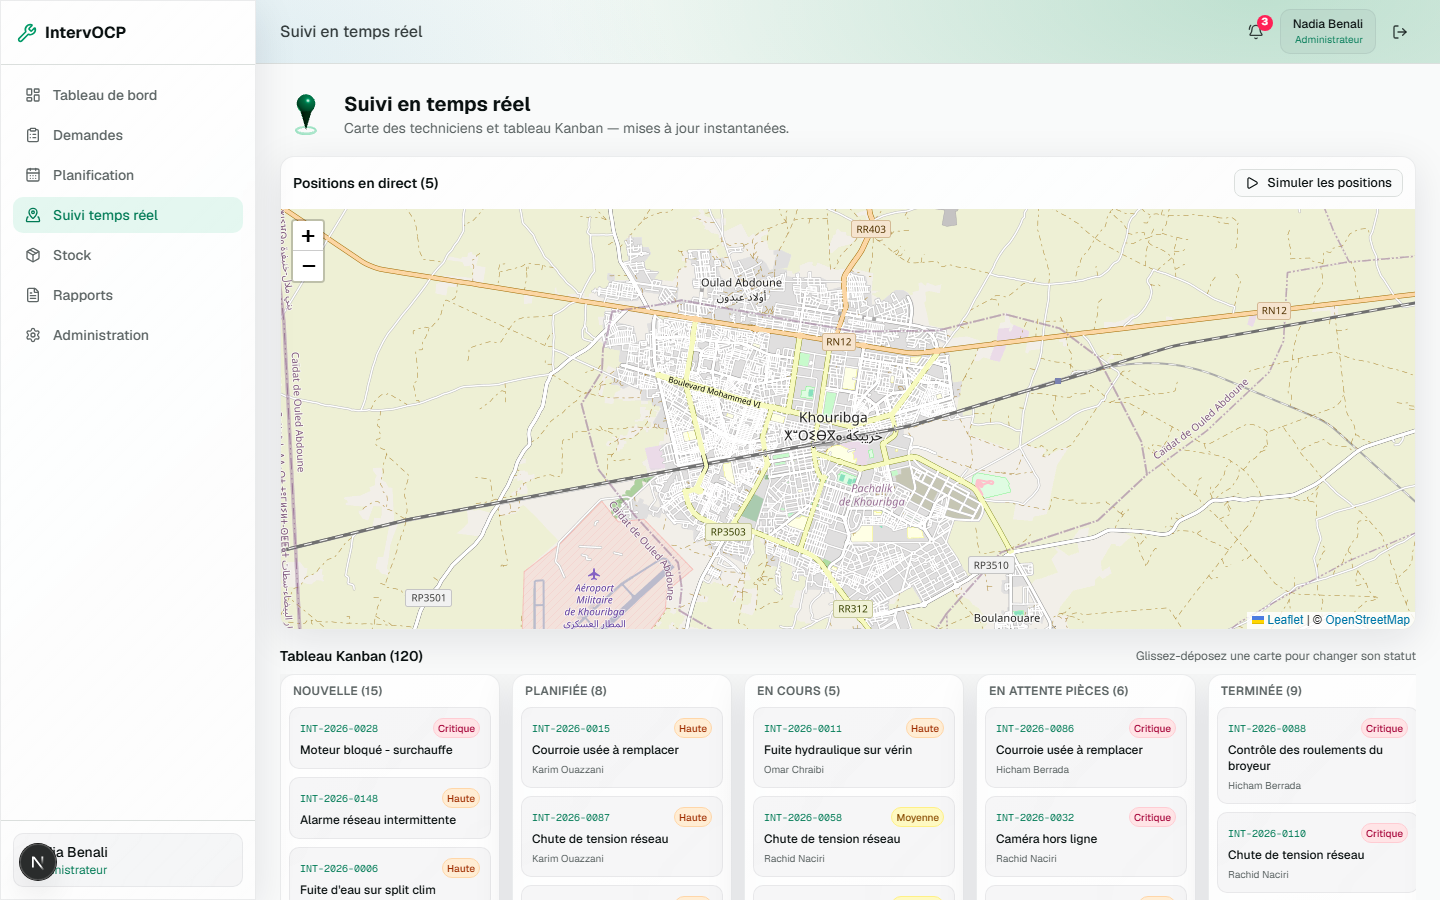 IntervOCP
Tableau de bord
Demandes
Planification
Suivi temps réel
Stock
Rapports
Administration
ia Benali
nistrateur
N
Suivi en temps réel
3
Nadia Benali
Administrateur
Suivi en temps réel
Carte des techniciens et tableau Kanban — mises à jour instantanées.
Positions en direct (5)
Simuler les positions
+
−
RR403
Oulad Abdoune
أولاد عبدون
RN12
RN12
Boulevard Mohammed VI
Khouribga
ⵅⵯⵔⵉⴱⴳⴰ خريبكة
Caidat de Ouled Abdoune
Caidat de Ouled Abdoune
Pachalik
de Khouribga
Caidat de Ouled Abdoune
RP3503
RP3510
RP3501
Aéroport
Militaire
de Khouribga
المطار العسكري
RR312
Boulanouare
Leaflet | © OpenStreetMap
Tableau Kanban (120)
Glissez-déposez une carte pour changer son statut
NOUVELLE (15)
INT-2026-0028
Critique
Moteur bloqué - surchauffe
INT-2026-0148
Haute
Alarme réseau intermittente
INT-2026-0006
Haute
Fuite d'eau sur split clim
PLANIFIÉE (8)
INT-2026-0015
Haute
Courroie usée à remplacer
Karim Ouazzani
INT-2026-0087
Haute
Chute de tension réseau
Karim Ouazzani
EN COURS (5)
INT-2026-0011
Haute
Fuite hydraulique sur vérin
Omar Chraibi
INT-2026-0058
Moyenne
Chute de tension réseau
Rachid Naciri
EN ATTENTE PIÈCES (6)
INT-2026-0086
Critique
Courroie usée à remplacer
Hicham Berrada
INT-2026-0032
Critique
Caméra hors ligne
Rachid Naciri
TERMINÉE (9)
INT-2026-0088
Critique
Contrôle des roulements du
broyeur
Hicham Berrada
INT-2026-0110
Critique
Chute de tension réseau
Rachid Naciri